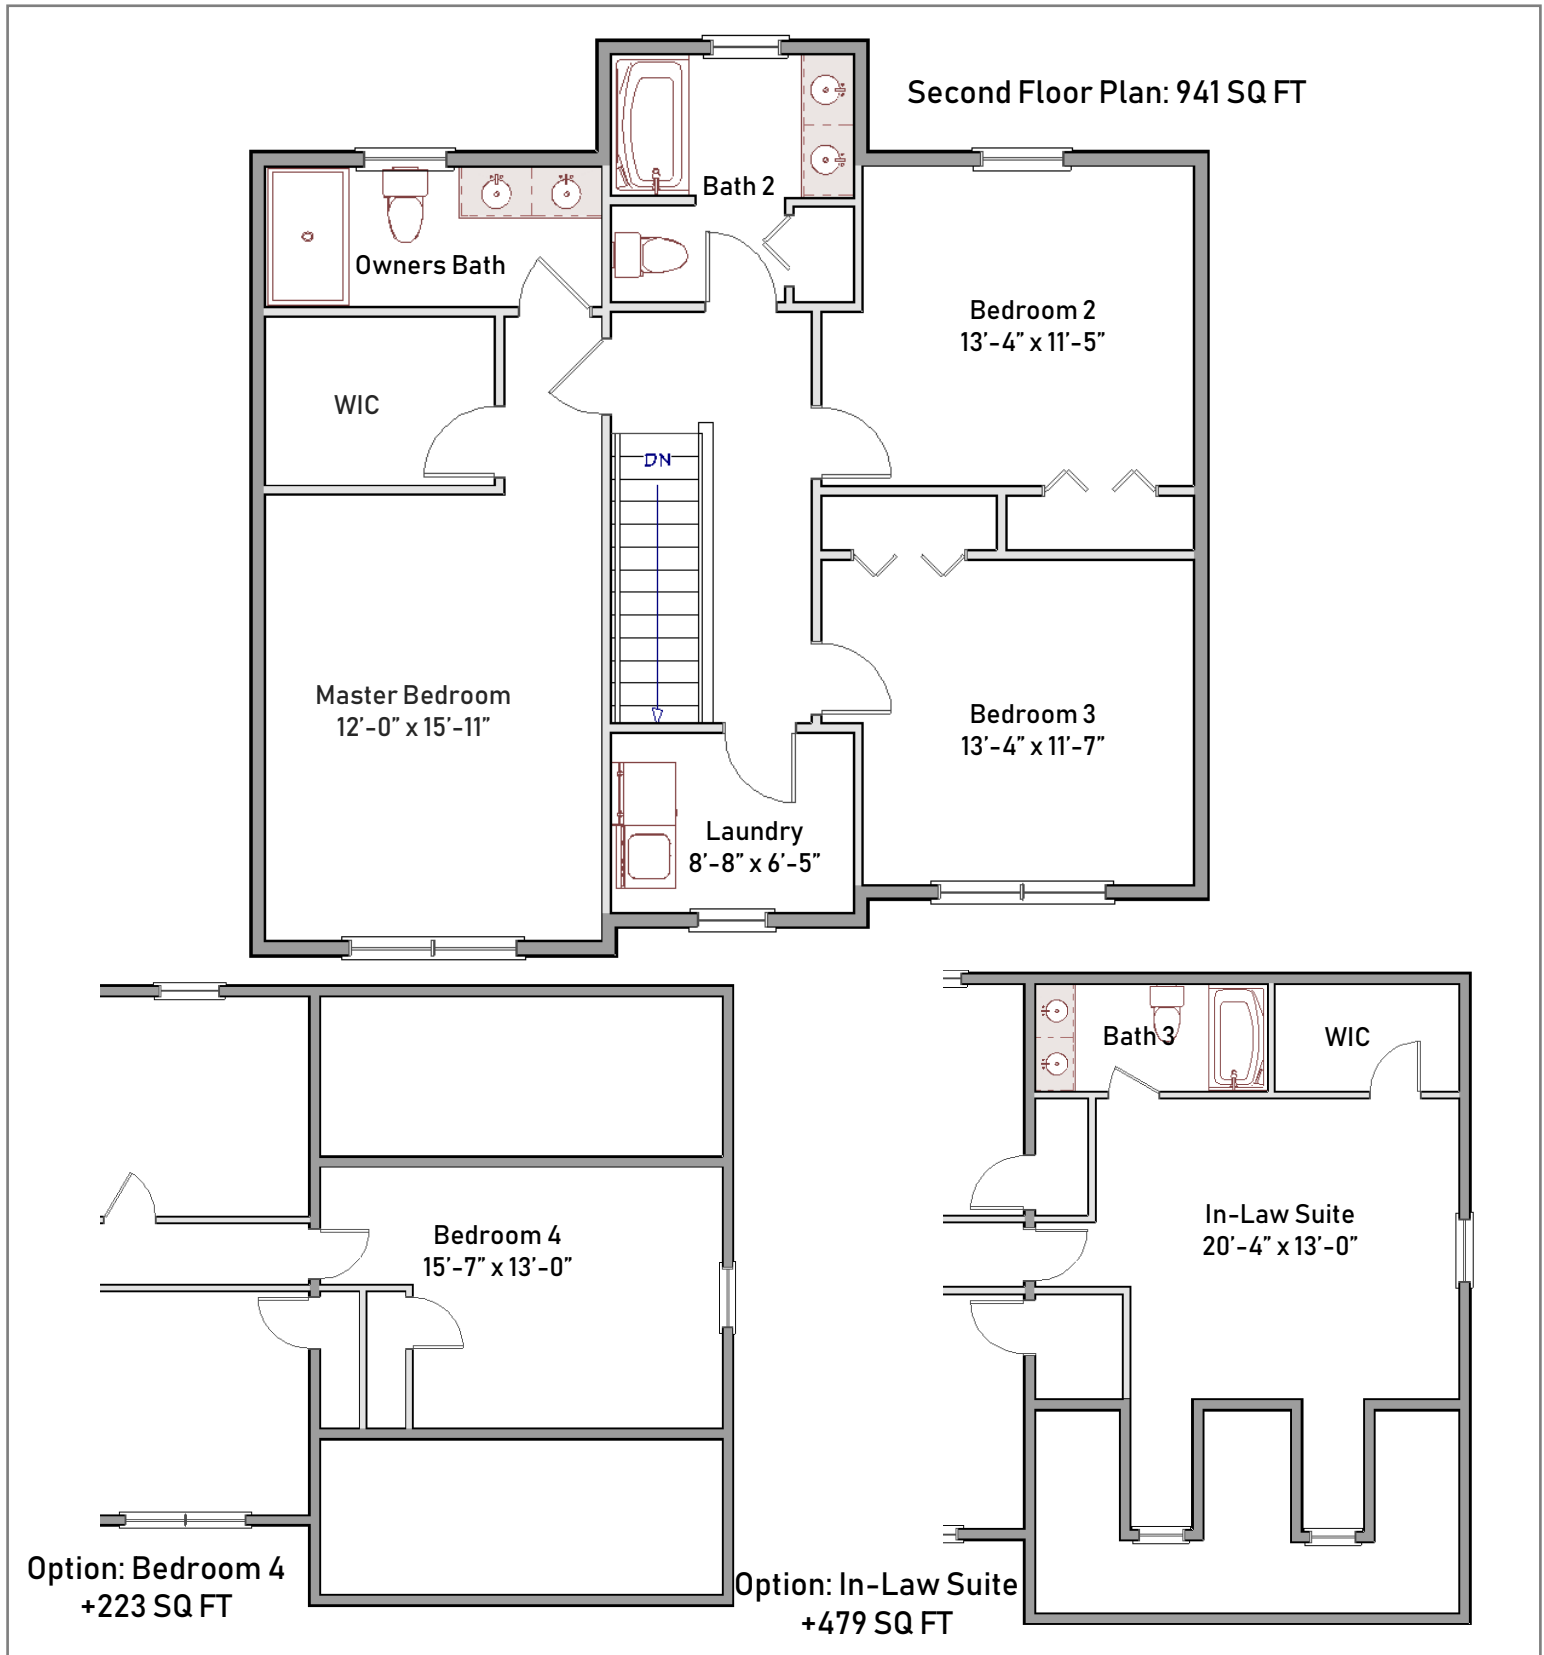 Second Floor Plan: 941 SQ FT
Bath 2
Owners Bath
Bedroom 2
13’-4” x 11’-5”
WIC
DN
Master Bedroom
12’-0” x 15’-11”
Bedroom 3
13’-4” x 11’-7”
Laundry
8’-8” x 6’-5”
Bedroom 4
15’-7” x 13’-0”
Option: Bedroom 4
+223 SQ FT
Bath 3
WIC
In-Law Suite
20’-4” x 13’-0”
Option: In-Law Suite
+479 SQ FT